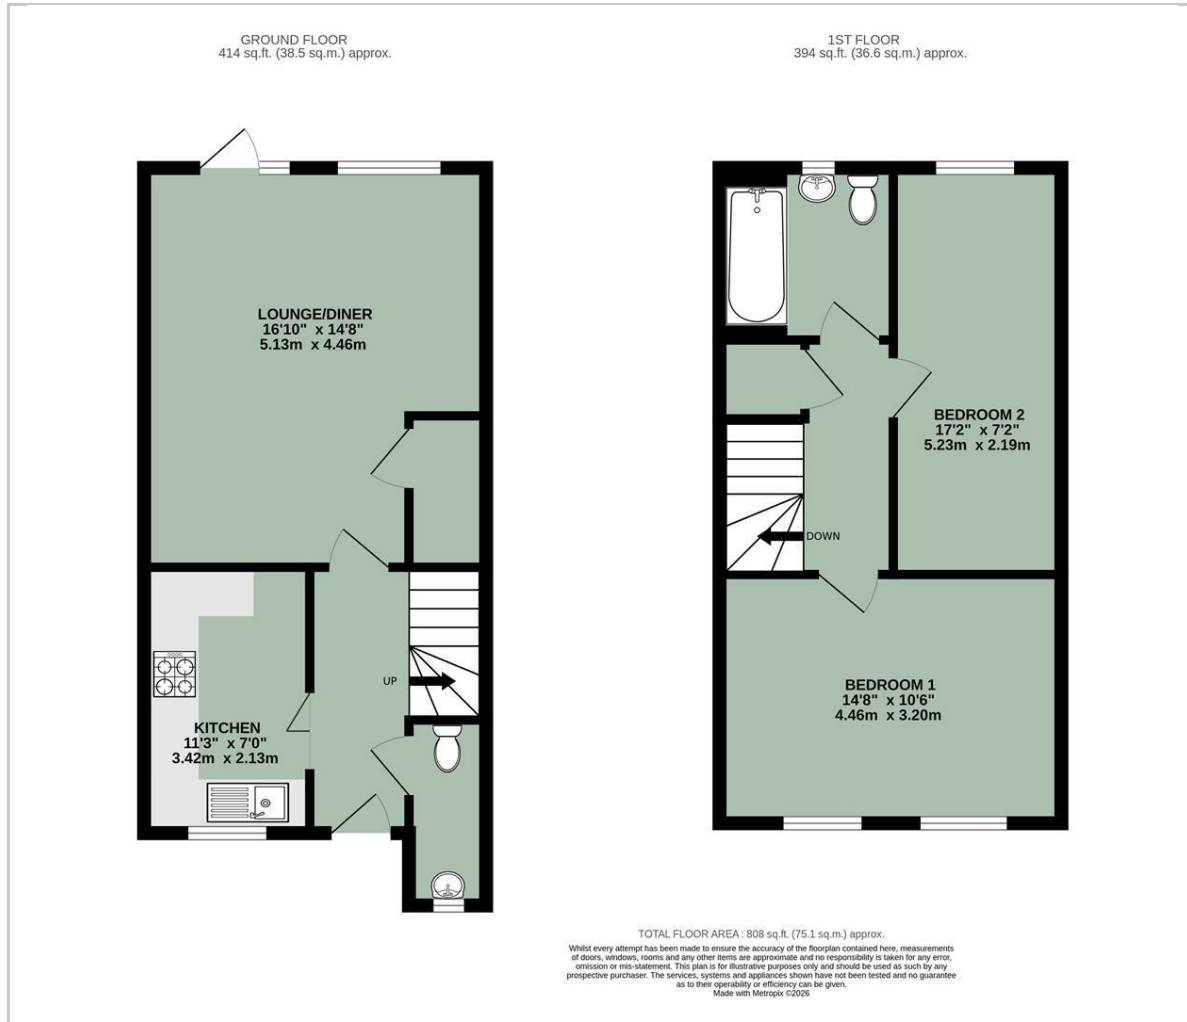 GROUND FLOOR
414 sq.ft. (38.5 sq.m.) approx.
1ST FLOOR
394 sq.ft. (36.6 sq.m.) approx.
LOUNGE/DINER
16'10" x 14'8"
5.13m x 4.46m
BEDROOM 2
17'2" x 7'2"
5.23m x 2.19m
DOWN
UP
BEDROOM 1
14'8" x 10'6"
4.46m x 3.20m
KITCHEN
11'3" x 7'0"
3.42m x 2.13m
TOTAL FLOOR AREA : 808 sq.ft. (75.1 sq.m.) approx.
Whilst every attempt has been made to ensure the accuracy of the floorplan contained here, measurements
of doors, windows, rooms and any other items are approximate and no responsibility is taken for any error,
omission or mis-statement. This plan is for illustrative purposes only and should be used as such by any
prospective purchaser. The services, systems and appliances shown have not been tested and no guarantee
as to their operability or efficiency can be given.
Made with Metropix ©2026